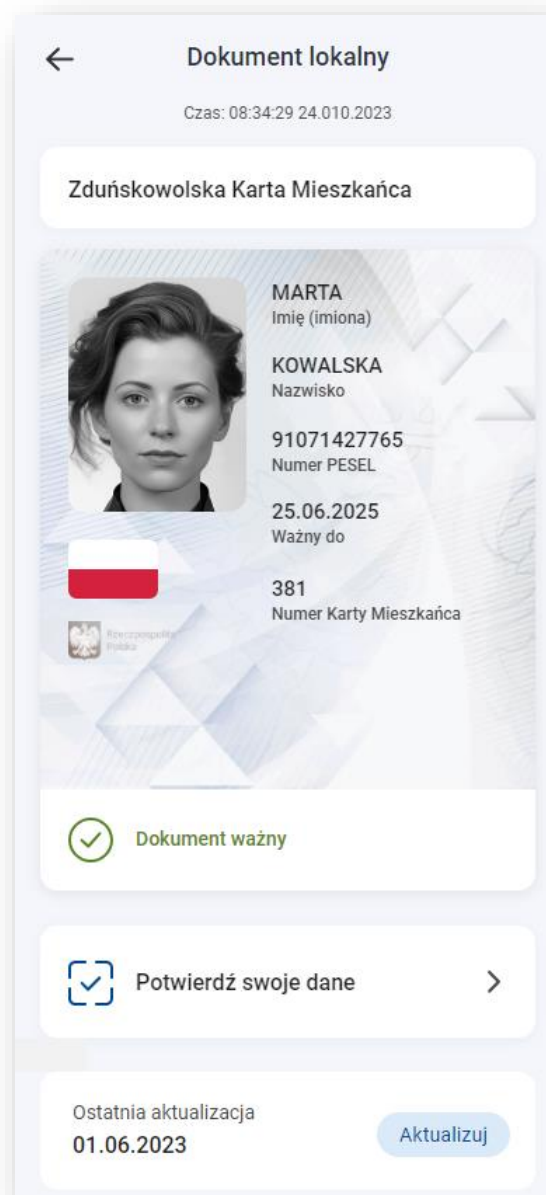 Dokument lokalny
Czas: 08:34:29 24.010.2023
Zduńskowolska Karta Mieszkańca
MARTA
Imię (imiona)
KOWALSKA
Nazwisko
91071427765
Numer PESEL
25.06.2025
Ważny do
381
Numer Karty Mieszkańca
Rzeczpospolita
Polska
Dokument ważny
Potwierdź swoje dane
Ostatnia aktualizacja
01.06.2023
Aktualizuj